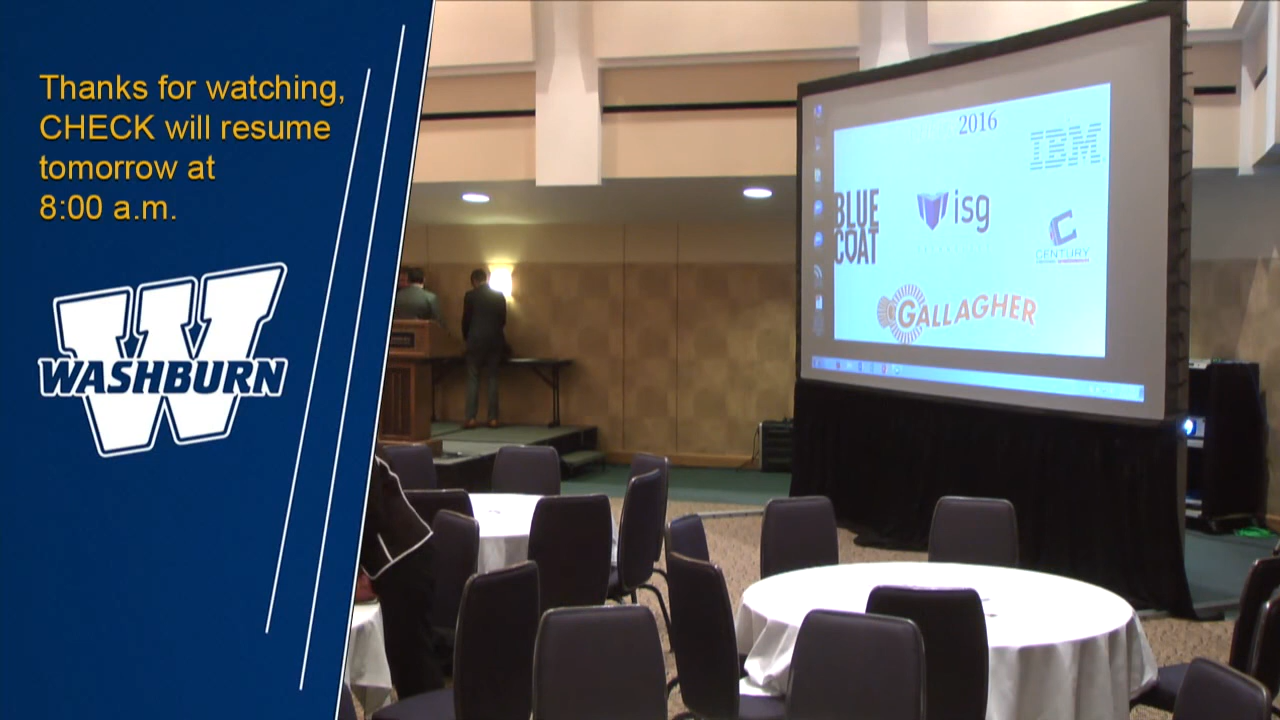 Thanks for watching,
CHECK will resume
tomorrow at
8:00 a.m.
W
WASHBURN
2016
IBM
BLUE
COAT
isg
C
CENTURY
GALLAGHER